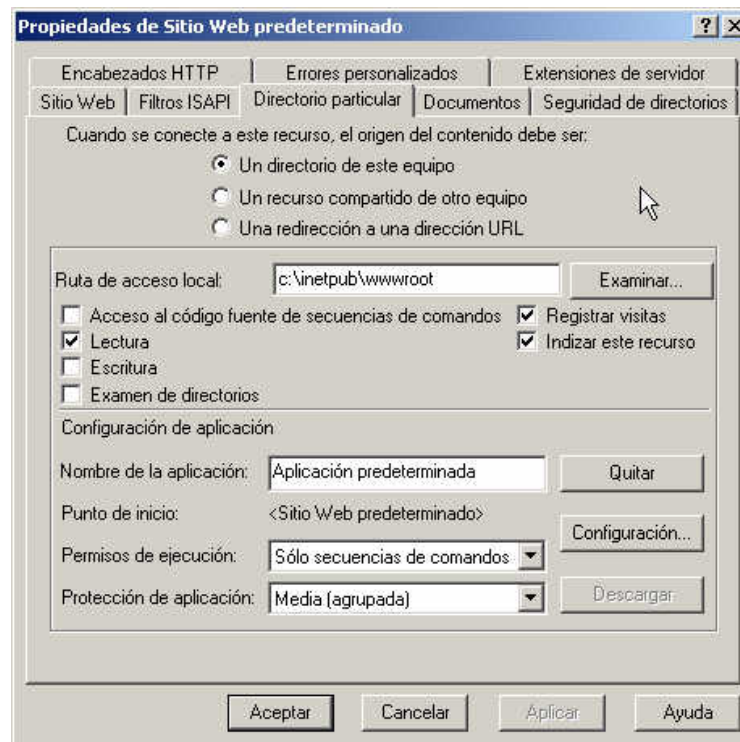 Propiedades de Sitio Web predeterminado
Encabezados HTTP Errores personalizados Extensiones de servidor
Sitio Web Filtros ISAPI Directorio particular Documentos Seguridad de directorios
Cuando se conecte a este recurso, el origen del contenido debe ser:
Un directorio de este equipo
Un recurso compartido de otro equipo
Una redirección a una dirección URL
Ruta de acceso local: c:\inetpub\wwwroot Examinar...
Acceso al código fuente de secuencias de comandos Registrar visitas
Lectura Indizar este recurso
Escritura
Examen de directorios
Configuración de aplicación
Nombre de la aplicación: Aplicación predeterminada Quitar
Punto de inicio: <Sitio Web predeterminado>
Configuración...
Permisos de ejecución: Sólo secuencias de comandos
Protección de aplicación: Media (agrupada) Descargar
Aceptar Cancelar Aplicar Ayuda